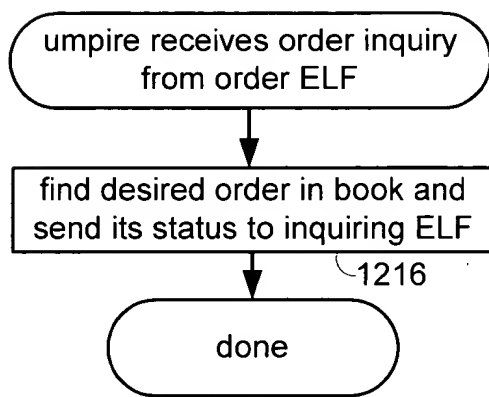 umpire receives order inquiry
from order ELF
find desired order in book and
send its status to inquiring ELF
1216
done